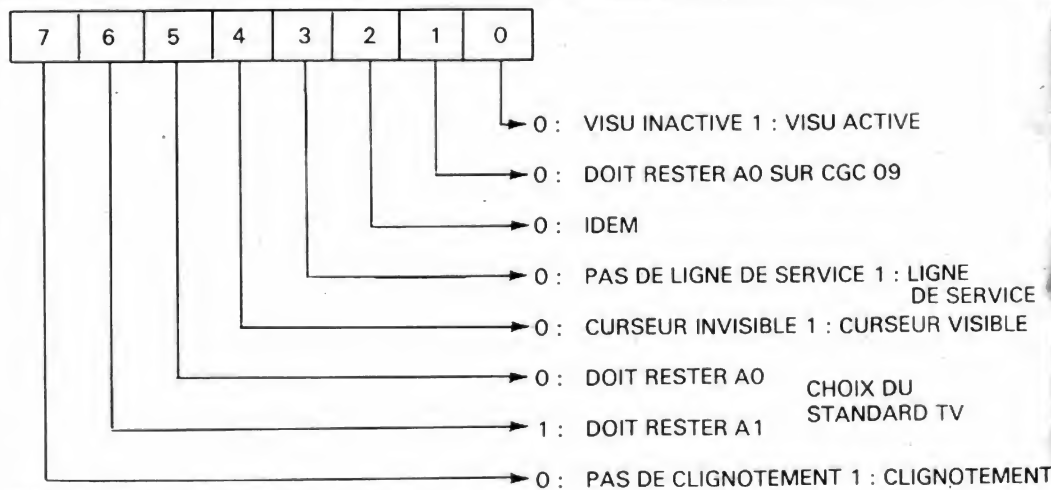 7 6 5 4 3 2 1 0
0 : VISU INACTIVE 1 : VISU ACTIVE
0 : DOIT RESTER A0 SUR CGC 09
0 : IDEM
0 : PAS DE LIGNE DE SERVICE 1 : LIGNE
DE SERVICE
0 : CURSEUR INVISIBLE 1 : CURSEUR VISIBLE
0 : DOIT RESTER A0
CHOIX DU
STANDARD TV
1 : DOIT RESTER A1
0 : PAS DE CLIGNOTEMENT 1 : CLIGNOTEMENT